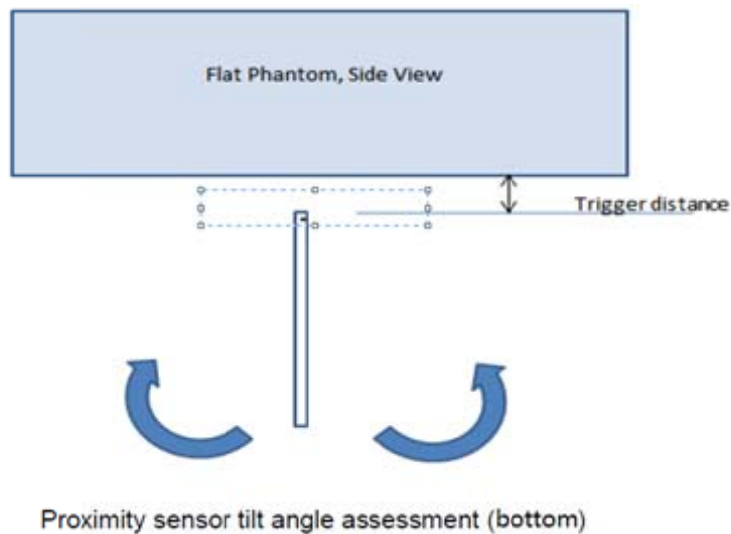 Flat Phantom, Side View
Trigger distance
Proximity sensor tilt angle assessment (bottom)